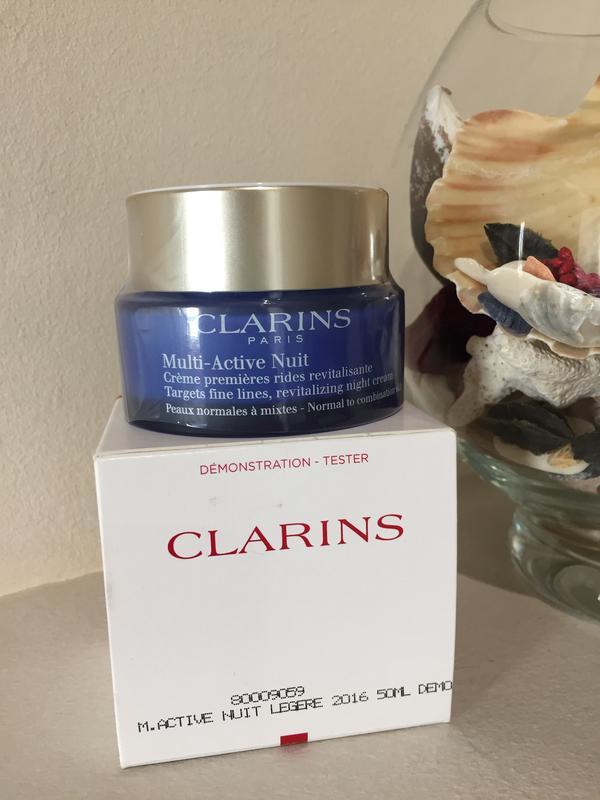 CLARINS
PARIS
Multi-Active Nuit
Crème premières rides revitalisante
Targets fine lines, revitalizing night cream
Peaux normales à mixtes - Normal to combination
DÉMONSTRATION - TESTER
CLARINS
80009059
M.ACTIVE NUIT LEGERE 2016 50ML DEMO